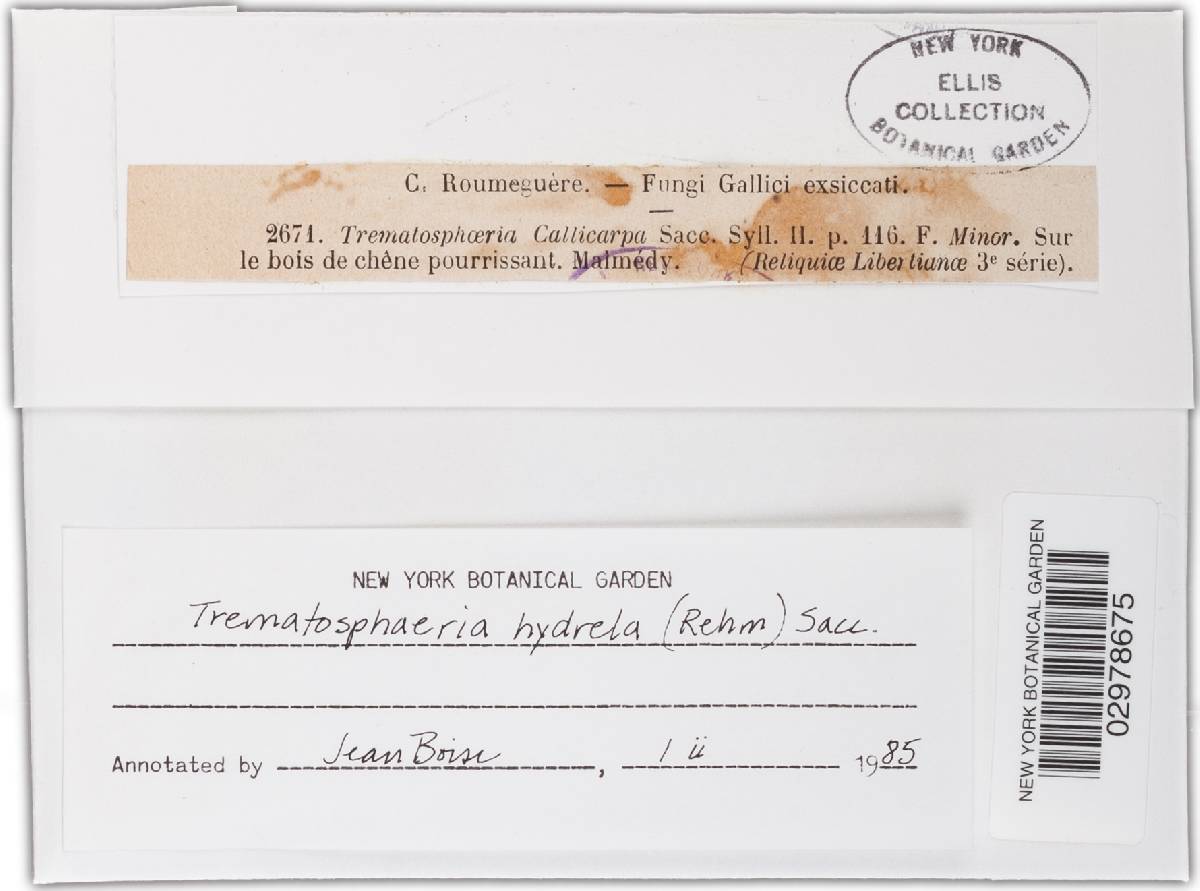 NEW YORK
ELLIS
COLLECTION
BOTANICAL GARDEN
C. Roumeguère. — Fungi Gallici exsiccati.
2671. Trematosphœria Callicarpa Sacc. Syll. II. p. 116. F. Minor. Sur
le bois de chêne pourrissant. Malmédy. (Reliquiæ Libertianæ 3e série).
NEW YORK BOTANICAL GARDEN
Trematosphaeria hydrela (Rehm) Sacc.
Annotated by Jean Boise, 1 ii 1985
NEW YORK BOTANICAL GARDEN
02978675